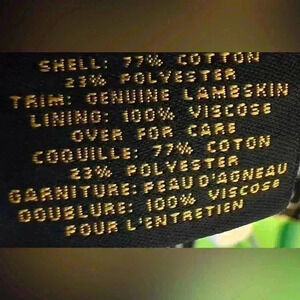 SHELL: 77% COTTON
23% POLYESTER
TRIM: GENUINE LAMBSKIN
LINING: 100% VISCOSE
OVER FOR CARE
COQUILLE: 77% COTON
23% POLYESTER
GARNITURE: PEAU D'AGNEAU
DOUBLURE: 100% VISCOSE
POUR L'ENTRETIEN